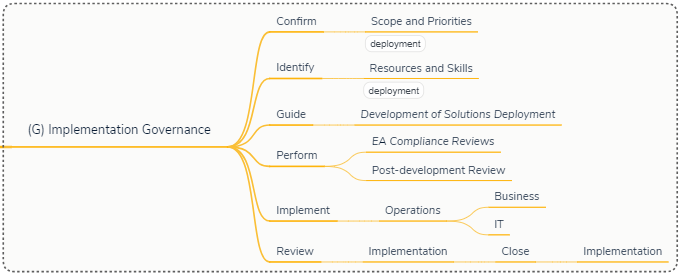 Confirm
Scope and Priorities
deployment
Identify
Resources and Skills
deployment
(G) Implementation Governance
Guide
Development of Solutions Deployment
Perform
EA Compliance Reviews
Post-development Review
Implement
Operations
Business
IT
Review
Implementation
Close
Implementation